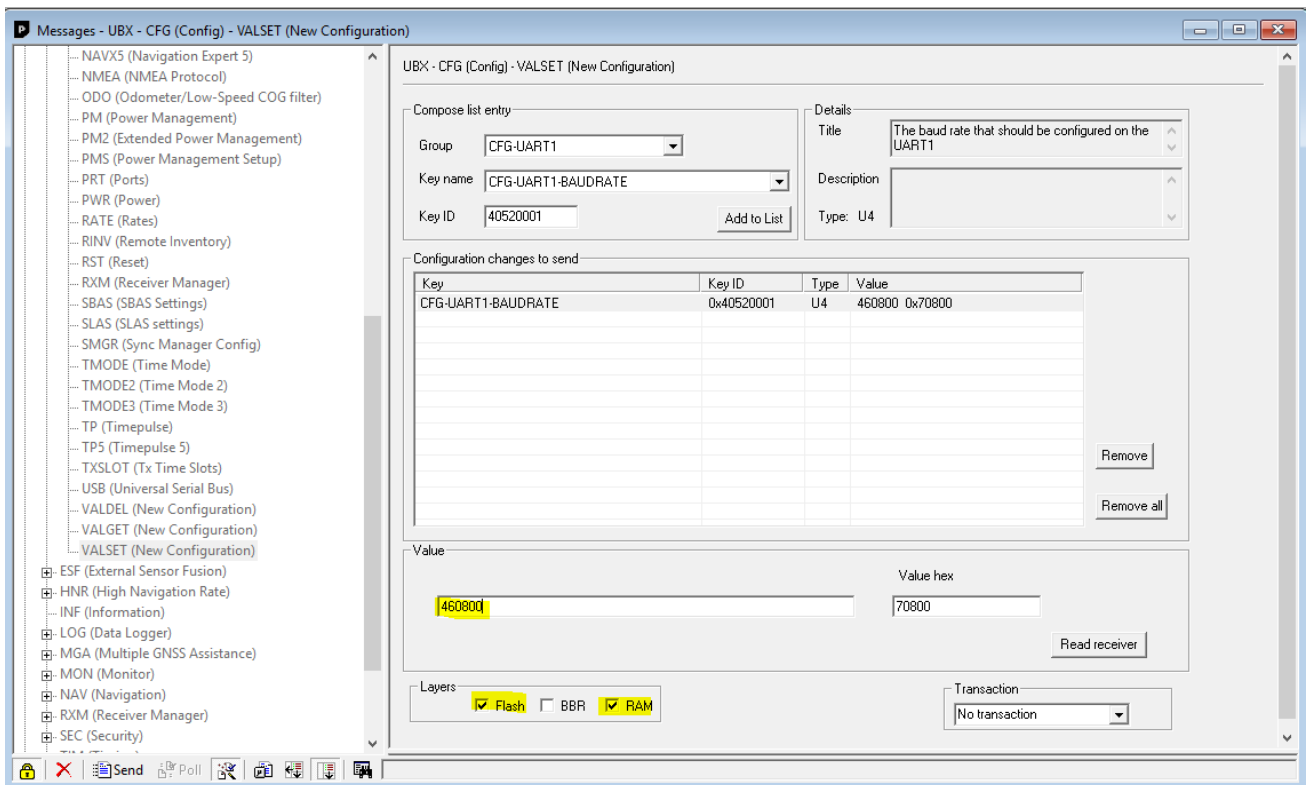 Messages - UBX - CFG (Config) - VALSET (New Configuration)
NAVX5 (Navigation Expert 5)
NMEA (NMEA Protocol)
ODO (Odometer/Low-Speed COG filter)
PM (Power Management)
PM2 (Extended Power Management)
PMS (Power Management Setup)
PRT (Ports)
PWR (Power)
RATE (Rates)
RINV (Remote Inventory)
RST (Reset)
RXM (Receiver Manager)
SBAS (SBAS Settings)
SLAS (SLAS settings)
SMGR (Sync Manager Config)
TMODE (Time Mode)
TMODE2 (Time Mode 2)
TMODE3 (Time Mode 3)
TP (Timepulse)
TP5 (Timepulse 5)
TXSLOT (Tx Time Slots)
USB (Universal Serial Bus)
VALDEL (New Configuration)
VALGET (New Configuration)
VALSET (New Configuration)
ESF (External Sensor Fusion)
HNR (High Navigation Rate)
INF (Information)
LOG (Data Logger)
MGA (Multiple GNSS Assistance)
MON (Monitor)
NAV (Navigation)
RXM (Receiver Manager)
SEC (Security)
UBX - CFG (Config) - VALSET (New Configuration)
Compose list entry
Group CFG-UART1
Key name CFG-UART1-BAUDRATE
Key ID 40520001 Add to List
Details
Title The baud rate that should be configured on the
UART1
Description
Type: U4
Configuration changes to send
Key Key ID Type Value
CFG-UART1-BAUDRATE 0x40520001 U4 460800 0x70800
Remove
Remove all
Value
Value hex
460800 70800
Read receiver
Layers
Flash BBR RAM
Transaction
No transaction
Send Poll